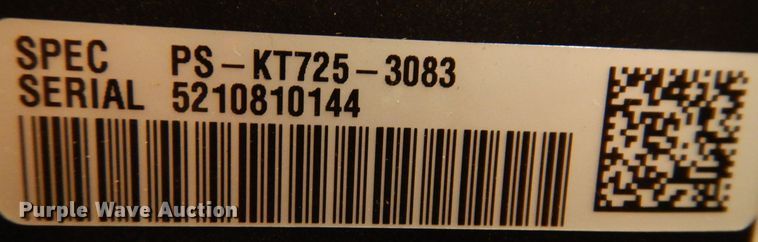 SPEC PS-KT725-3083
SERIAL 5210810144
Purple Wave Auction